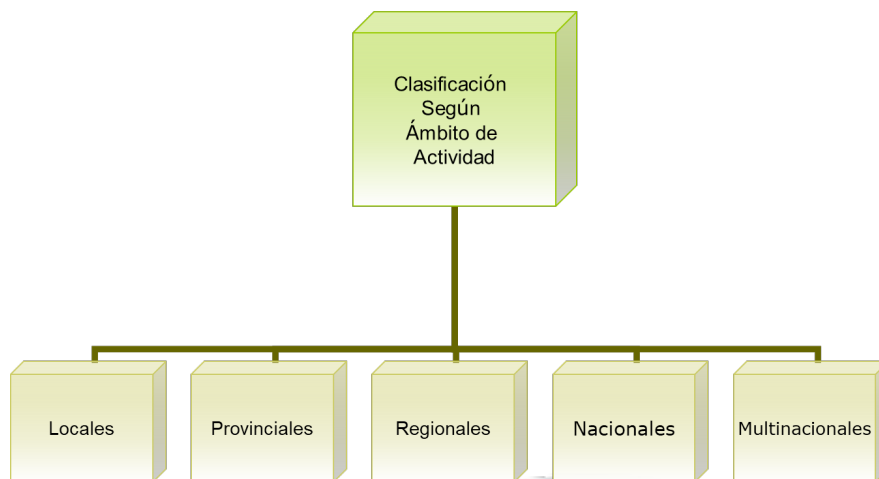 Clasificación
Según
Ámbito de
Actividad
Locales
Provinciales
Regionales
Nacionales
Multinacionales